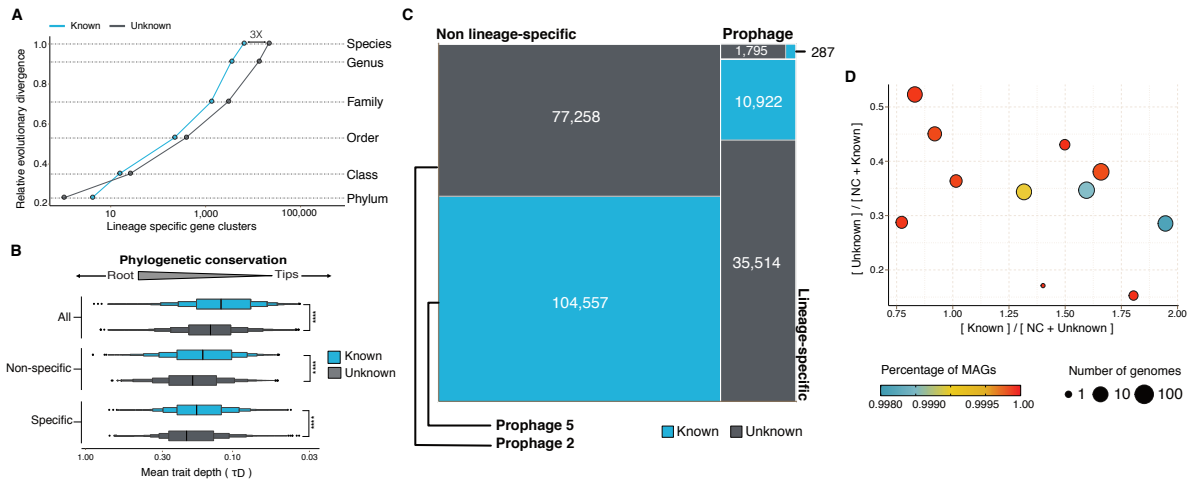 A
Known
Unknown
3X
Relative evolutionary divergence
1.0
0.8
0.6
0.4
0.2
Species
Genus
Family
Order
Class
Phylum
10
1,000
100,000
Lineage specific gene clusters
B
Phylogenetic conservation
Root
Tips
All
Non-specific
Specific
****
****
****
Known
Unknown
1.00
0.30
0.10
0.03
Mean trait depth ( τD )
C
Non lineage-specific
Prophage
77,258
104,557
1,795
287
10,922
35,514
Lineage-specific
Prophage 5
Prophage 2
Known
Unknown
D
[ Unknown ] / [ NC + Known ]
0.5
0.4
0.3
0.2
0.75
1.00
1.25
1.50
1.75
2.00
[ Known ] / [ NC + Unknown ]
Percentage of MAGs
0.9980
0.9990
0.9995
1.00
Number of genomes
1
10
100